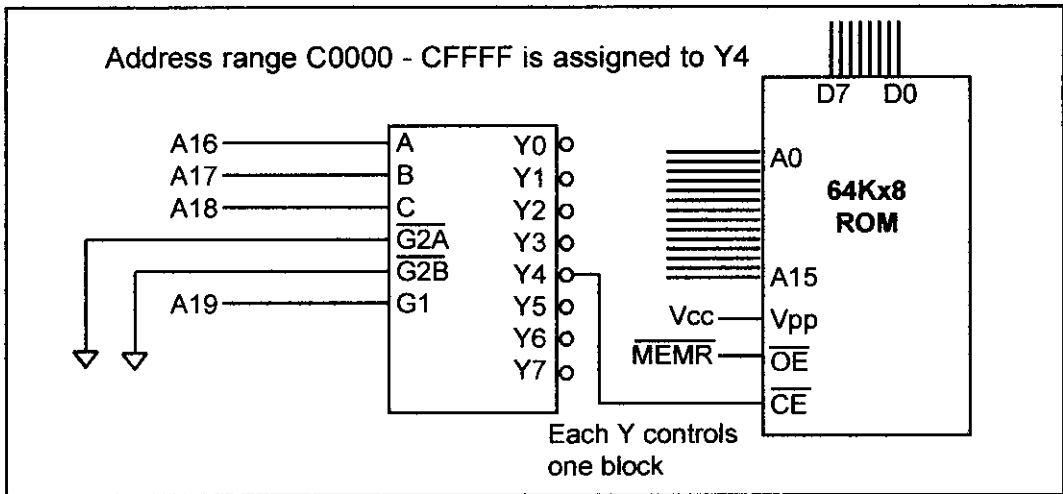 Address range C0000 - CFFFF is assigned to Y4
D7 D0
A16
A17
A18
A19
A
B
C
G2A
G2B
G1
Y0
Y1
Y2
Y3
Y4
Y5
Y6
Y7
Each Y controls
one block
A0
64Kx8
ROM
A15
Vcc
Vpp
MEMR
OE
CE